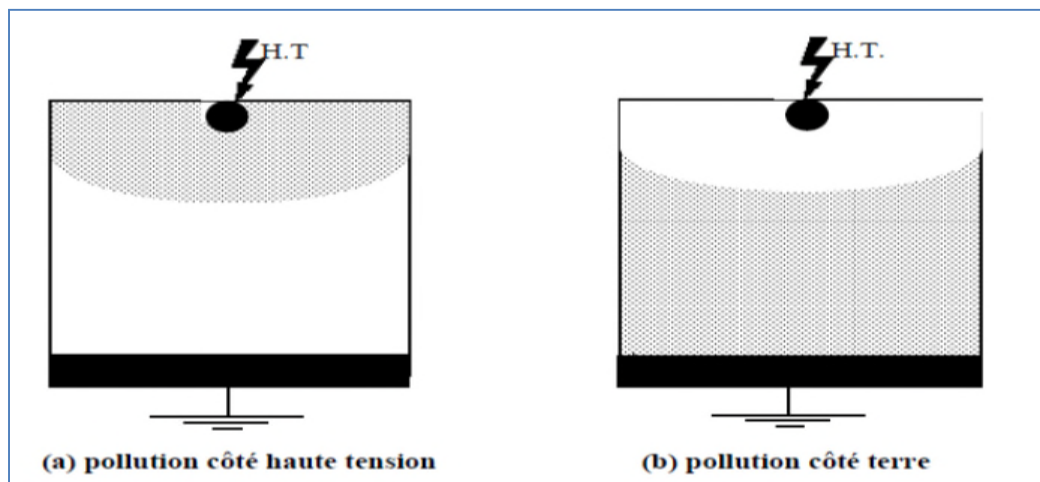 H.T
H.T.
(a) pollution côté haute tension
(b) pollution côté terre